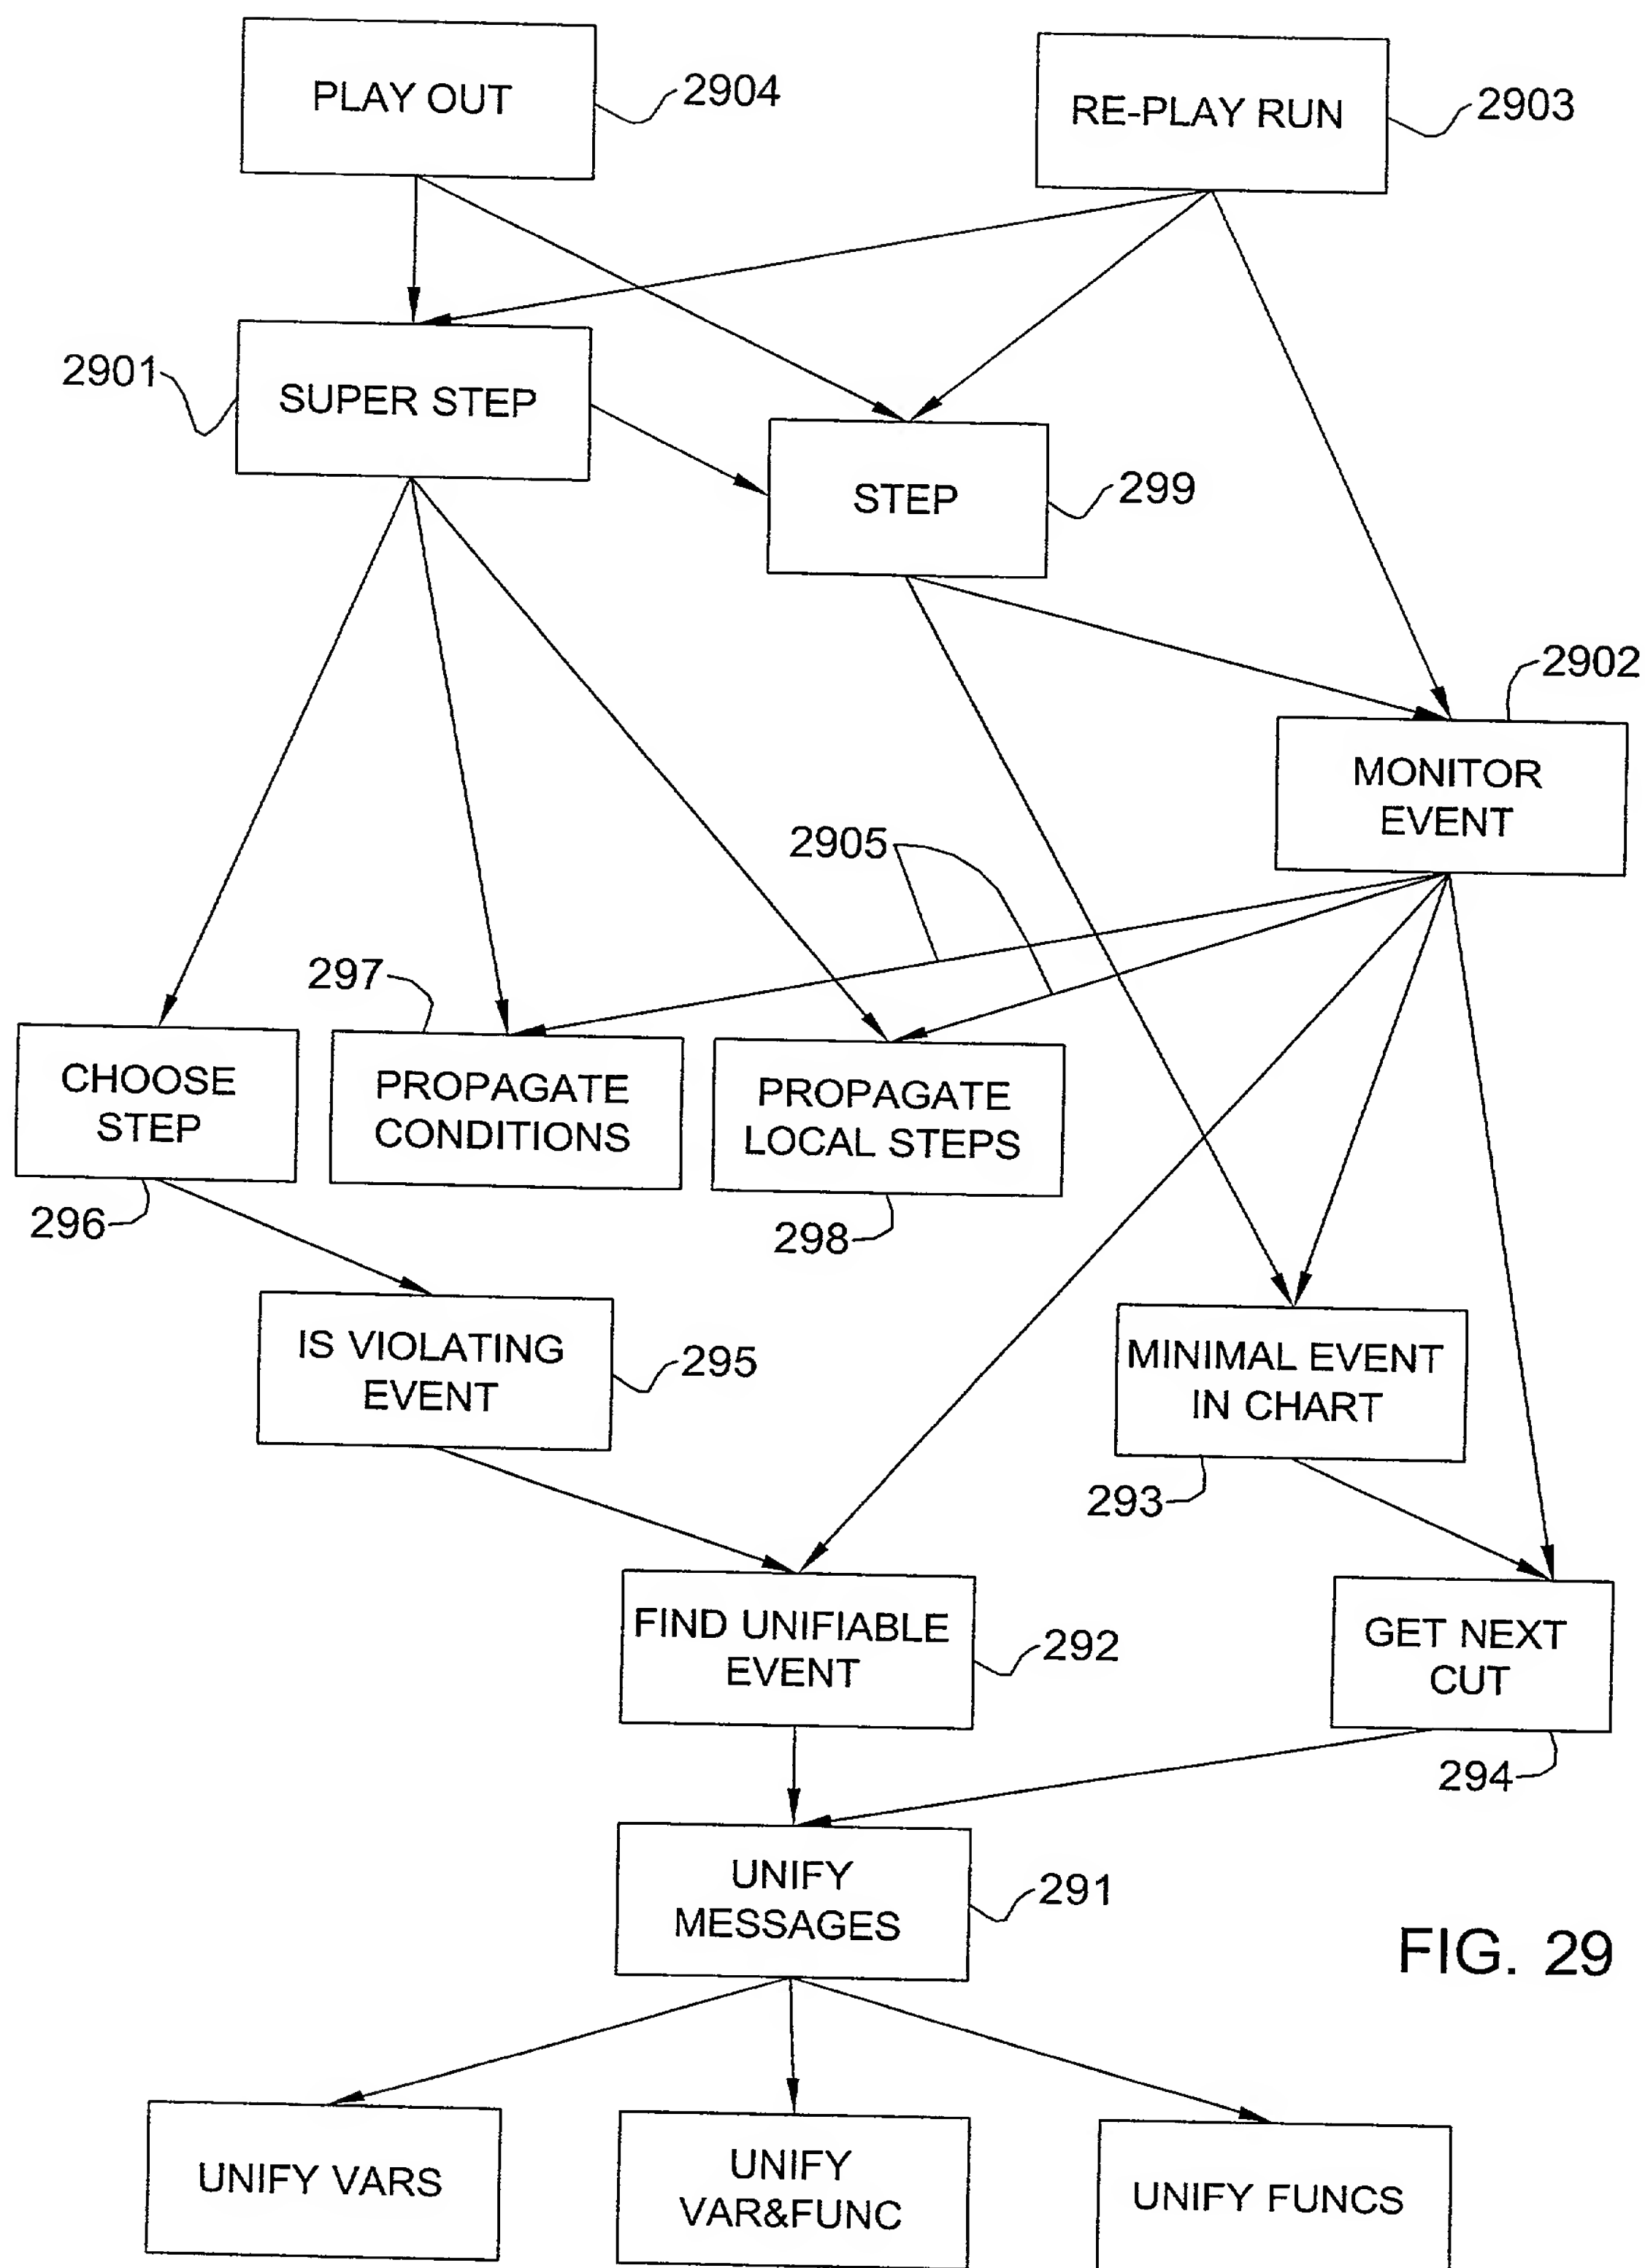 PLAY OUT
2904
RE-PLAY RUN
2903
2901
SUPER STEP
STEP
299
2902
MONITOR
EVENT
2905
297
CHOOSE
STEP
PROPAGATE
CONDITIONS
PROPAGATE
LOCAL STEPS
296
298
IS VIOLATING
EVENT
295
MINIMAL EVENT
IN CHART
293
FIND UNIFIABLE
EVENT
292
GET NEXT
CUT
294
UNIFY
MESSAGES
291
FIG. 29
UNIFY VARS
UNIFY
VAR&FUNC
UNIFY FUNCS